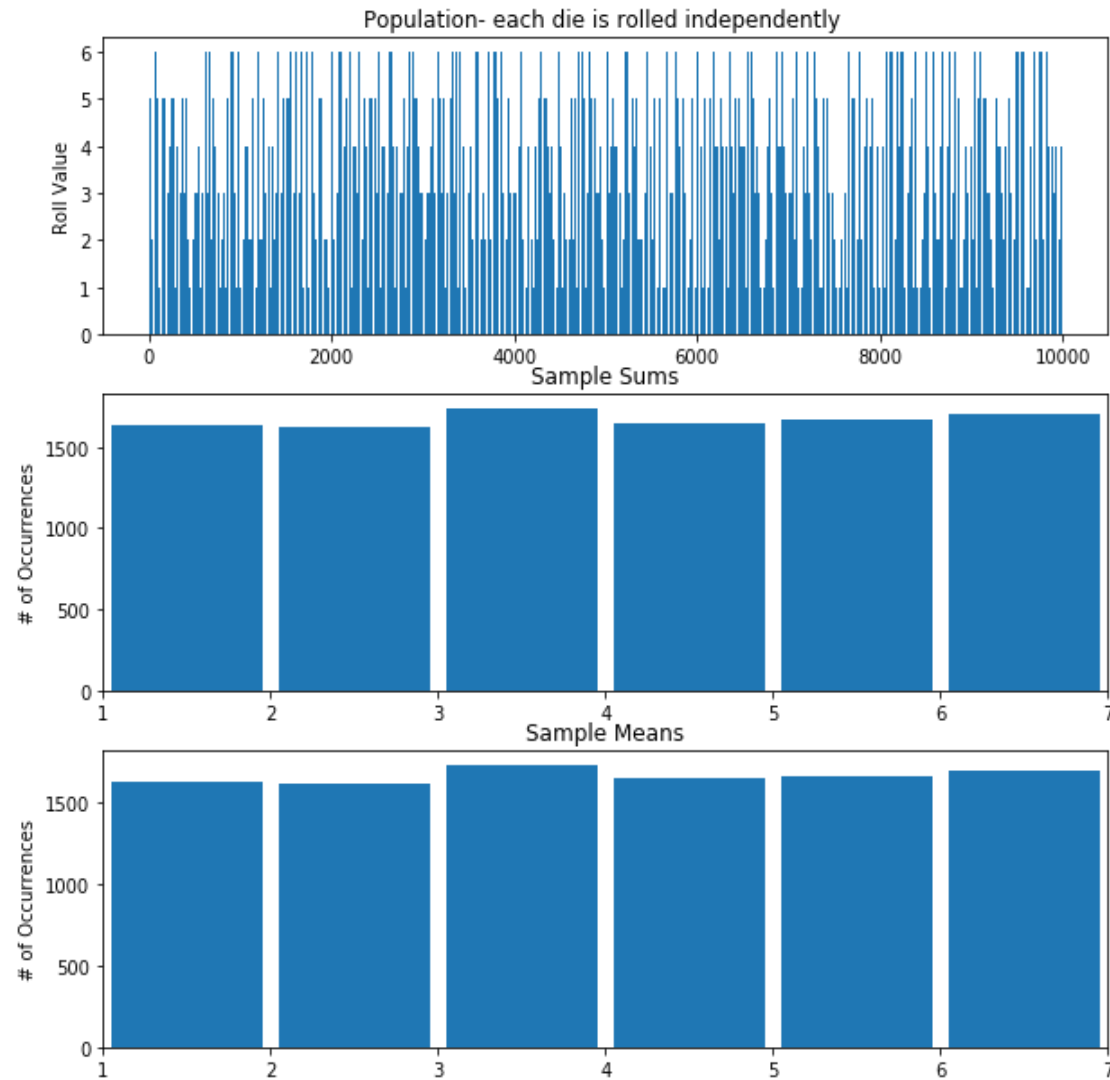 Population- each die is rolled independently
Roll Value
6
5
4
3
2
1
0
0 2000 4000 6000 8000 10000
Sample Sums
# of Occurrences
1500
1000
500
0
1 2 3 4 5 6 7
Sample Means
# of Occurrences
1500
1000
500
0
1 2 3 4 5 6 7